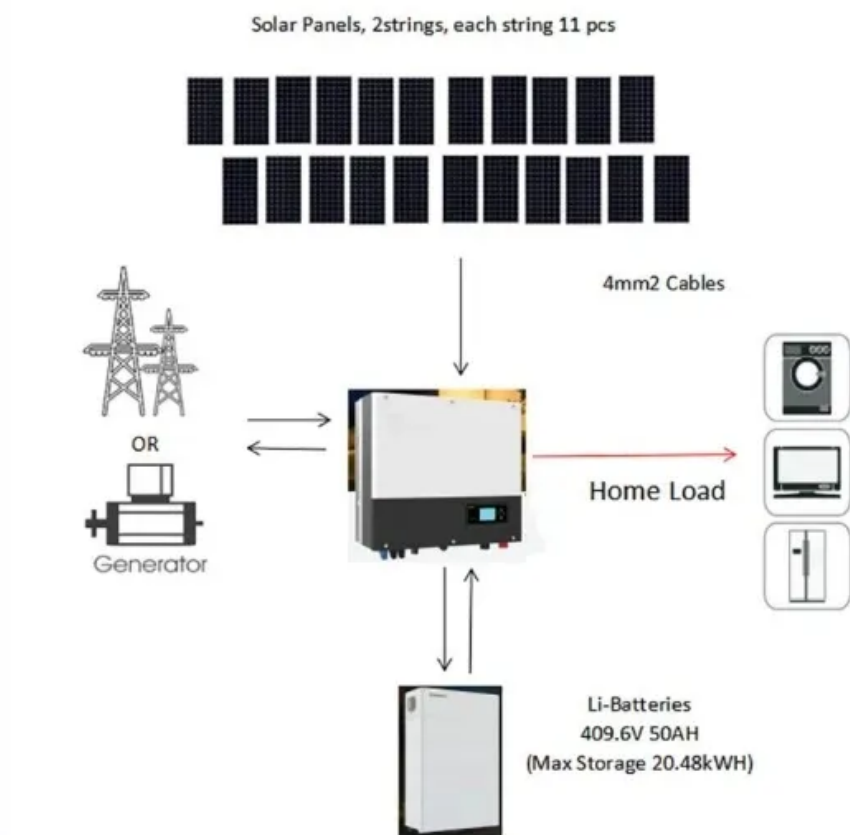 Solar Panels, 2strings, each string 11 pcs
4mm2 Cables
OR
Home Load
Generator
Li-Batteries
409.6V 50AH
(Max Storage 20.48kWH)